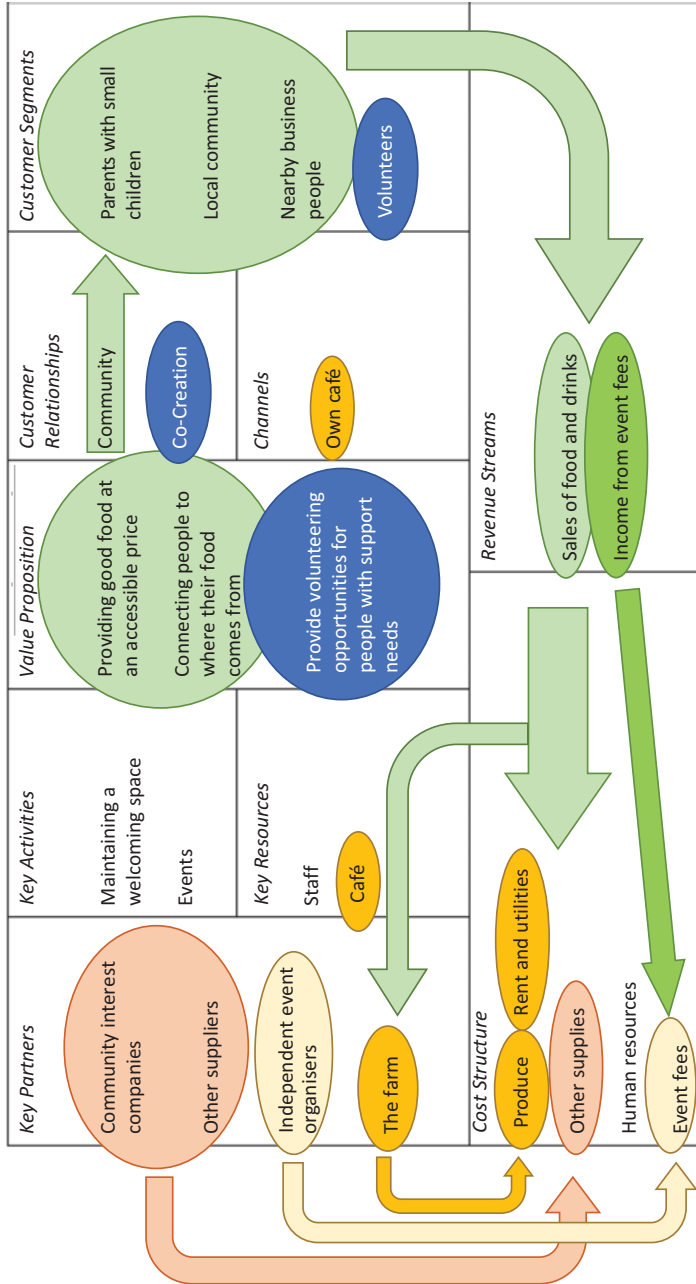 Key Partners
Community interest
companies
Other suppliers
Independent event
organisers
The farm
Key Activities
Maintaining a
welcoming space
Events
Key Resources
Staff
Café
Value Proposition
Providing good food at
an accessible price
Connecting people to
where their food
comes from
Provide volunteering
opportunities for
people with support
needs
Customer
Relationships
Community
Co-Creation
Channels
Own café
Customer Segments
Parents with small
children
Local community
Nearby business
people
Volunteers
Cost Structure
Produce
Rent and utilities
Other supplies
Human resources
Event fees
Revenue Streams
Sales of food and drinks
Income from event fees